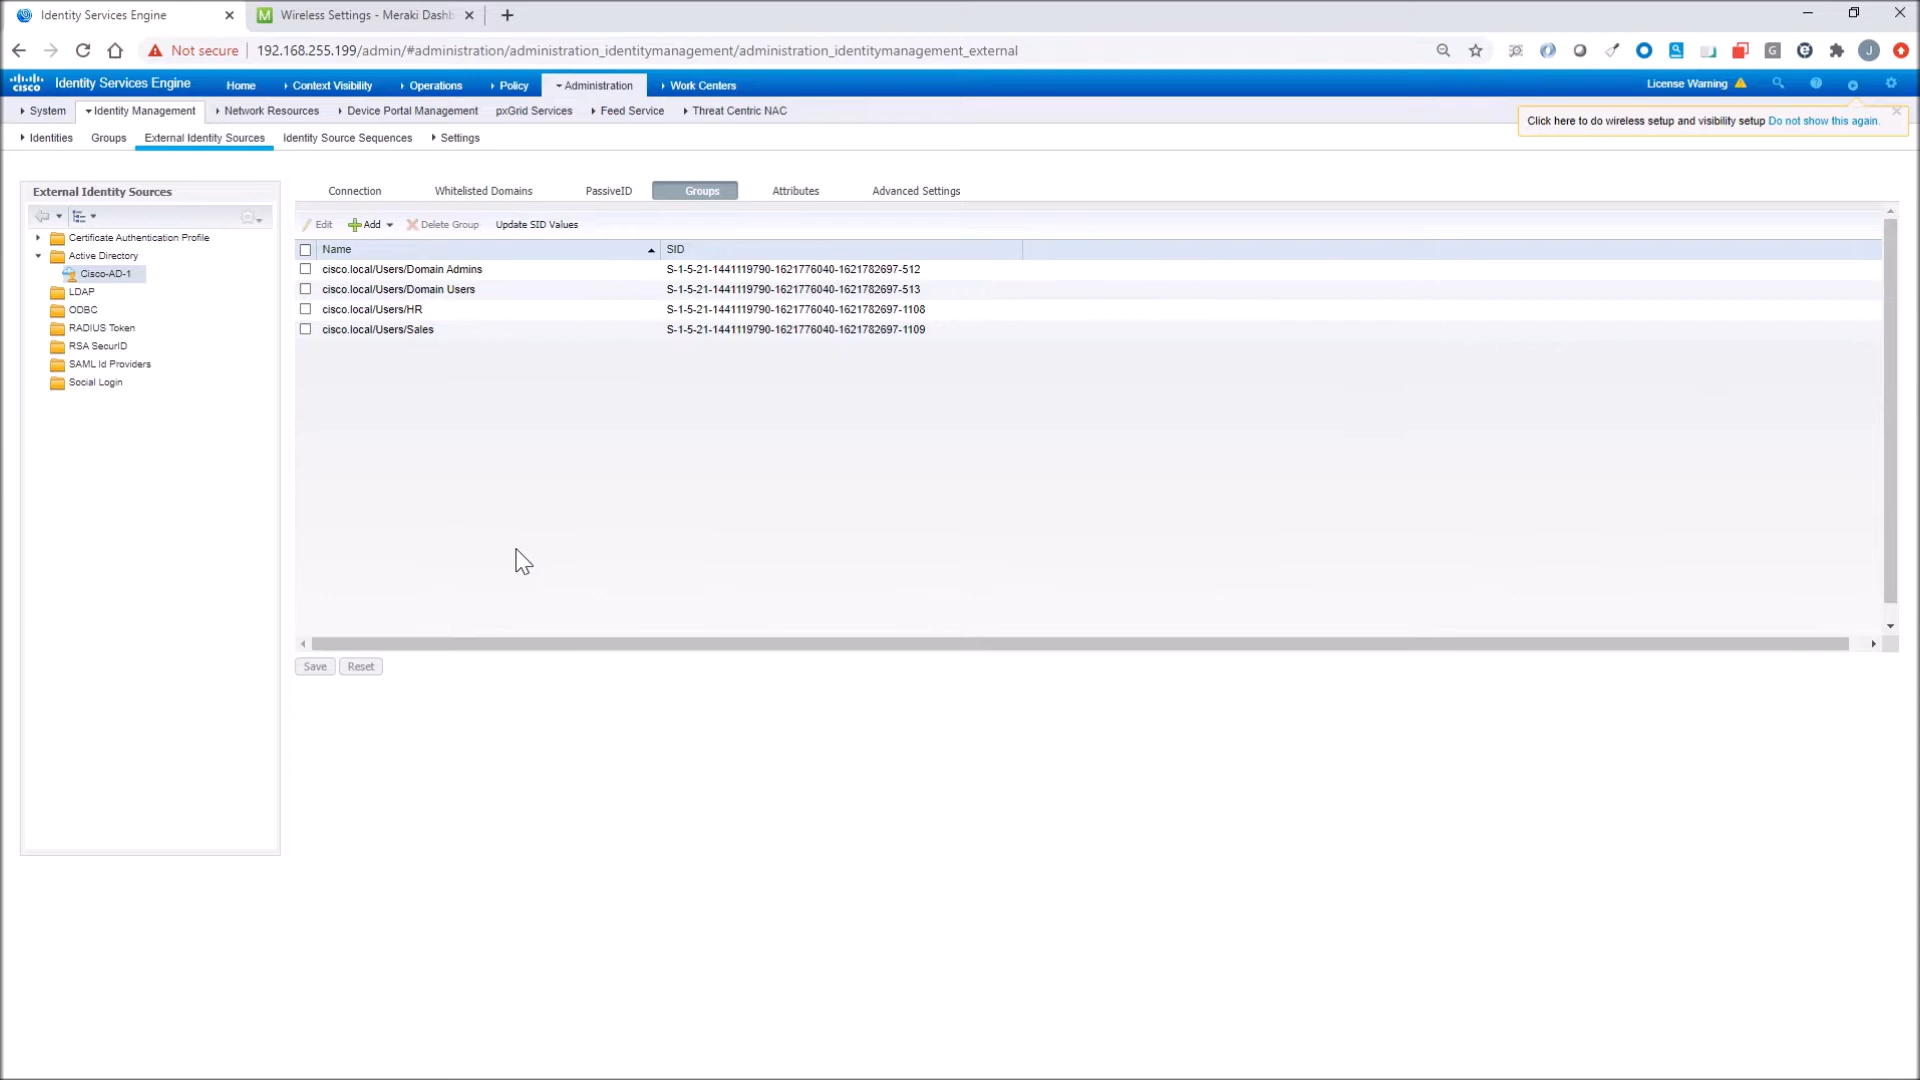 Identity Services Engine
Wireless Settings - Meraki Dashb
Not secure
192.168.255.199/admin/#administration/administration_identitymanagement/administration_identitymanagement_external
cisco
Identity Services Engine
Home
Context Visibility
Operations
Policy
Administration
Work Centers
License Warning
System
Identity Management
Network Resources
Device Portal Management
pxGrid Services
Feed Service
Threat Centric NAC
Click here to do wireless setup and visibility setup Do not show this again.
Identities
Groups
External Identity Sources
Identity Source Sequences
Settings
External Identity Sources
Certificate Authentication Profile
Active Directory
Cisco-AD-1
LDAP
ODBC
RADIUS Token
RSA SecurID
SAML Id Providers
Social Login
Connection
Whitelisted Domains
PassiveID
Groups
Attributes
Advanced Settings
Edit
Add
Delete Group
Update SID Values
Name
SID
cisco.local/Users/Domain Admins
S-1-5-21-1441119790-1621776040-1621782697-512
cisco.local/Users/Domain Users
S-1-5-21-1441119790-1621776040-1621782697-513
cisco.local/Users/HR
S-1-5-21-1441119790-1621776040-1621782697-1108
cisco.local/Users/Sales
S-1-5-21-1441119790-1621776040-1621782697-1109
Save
Reset